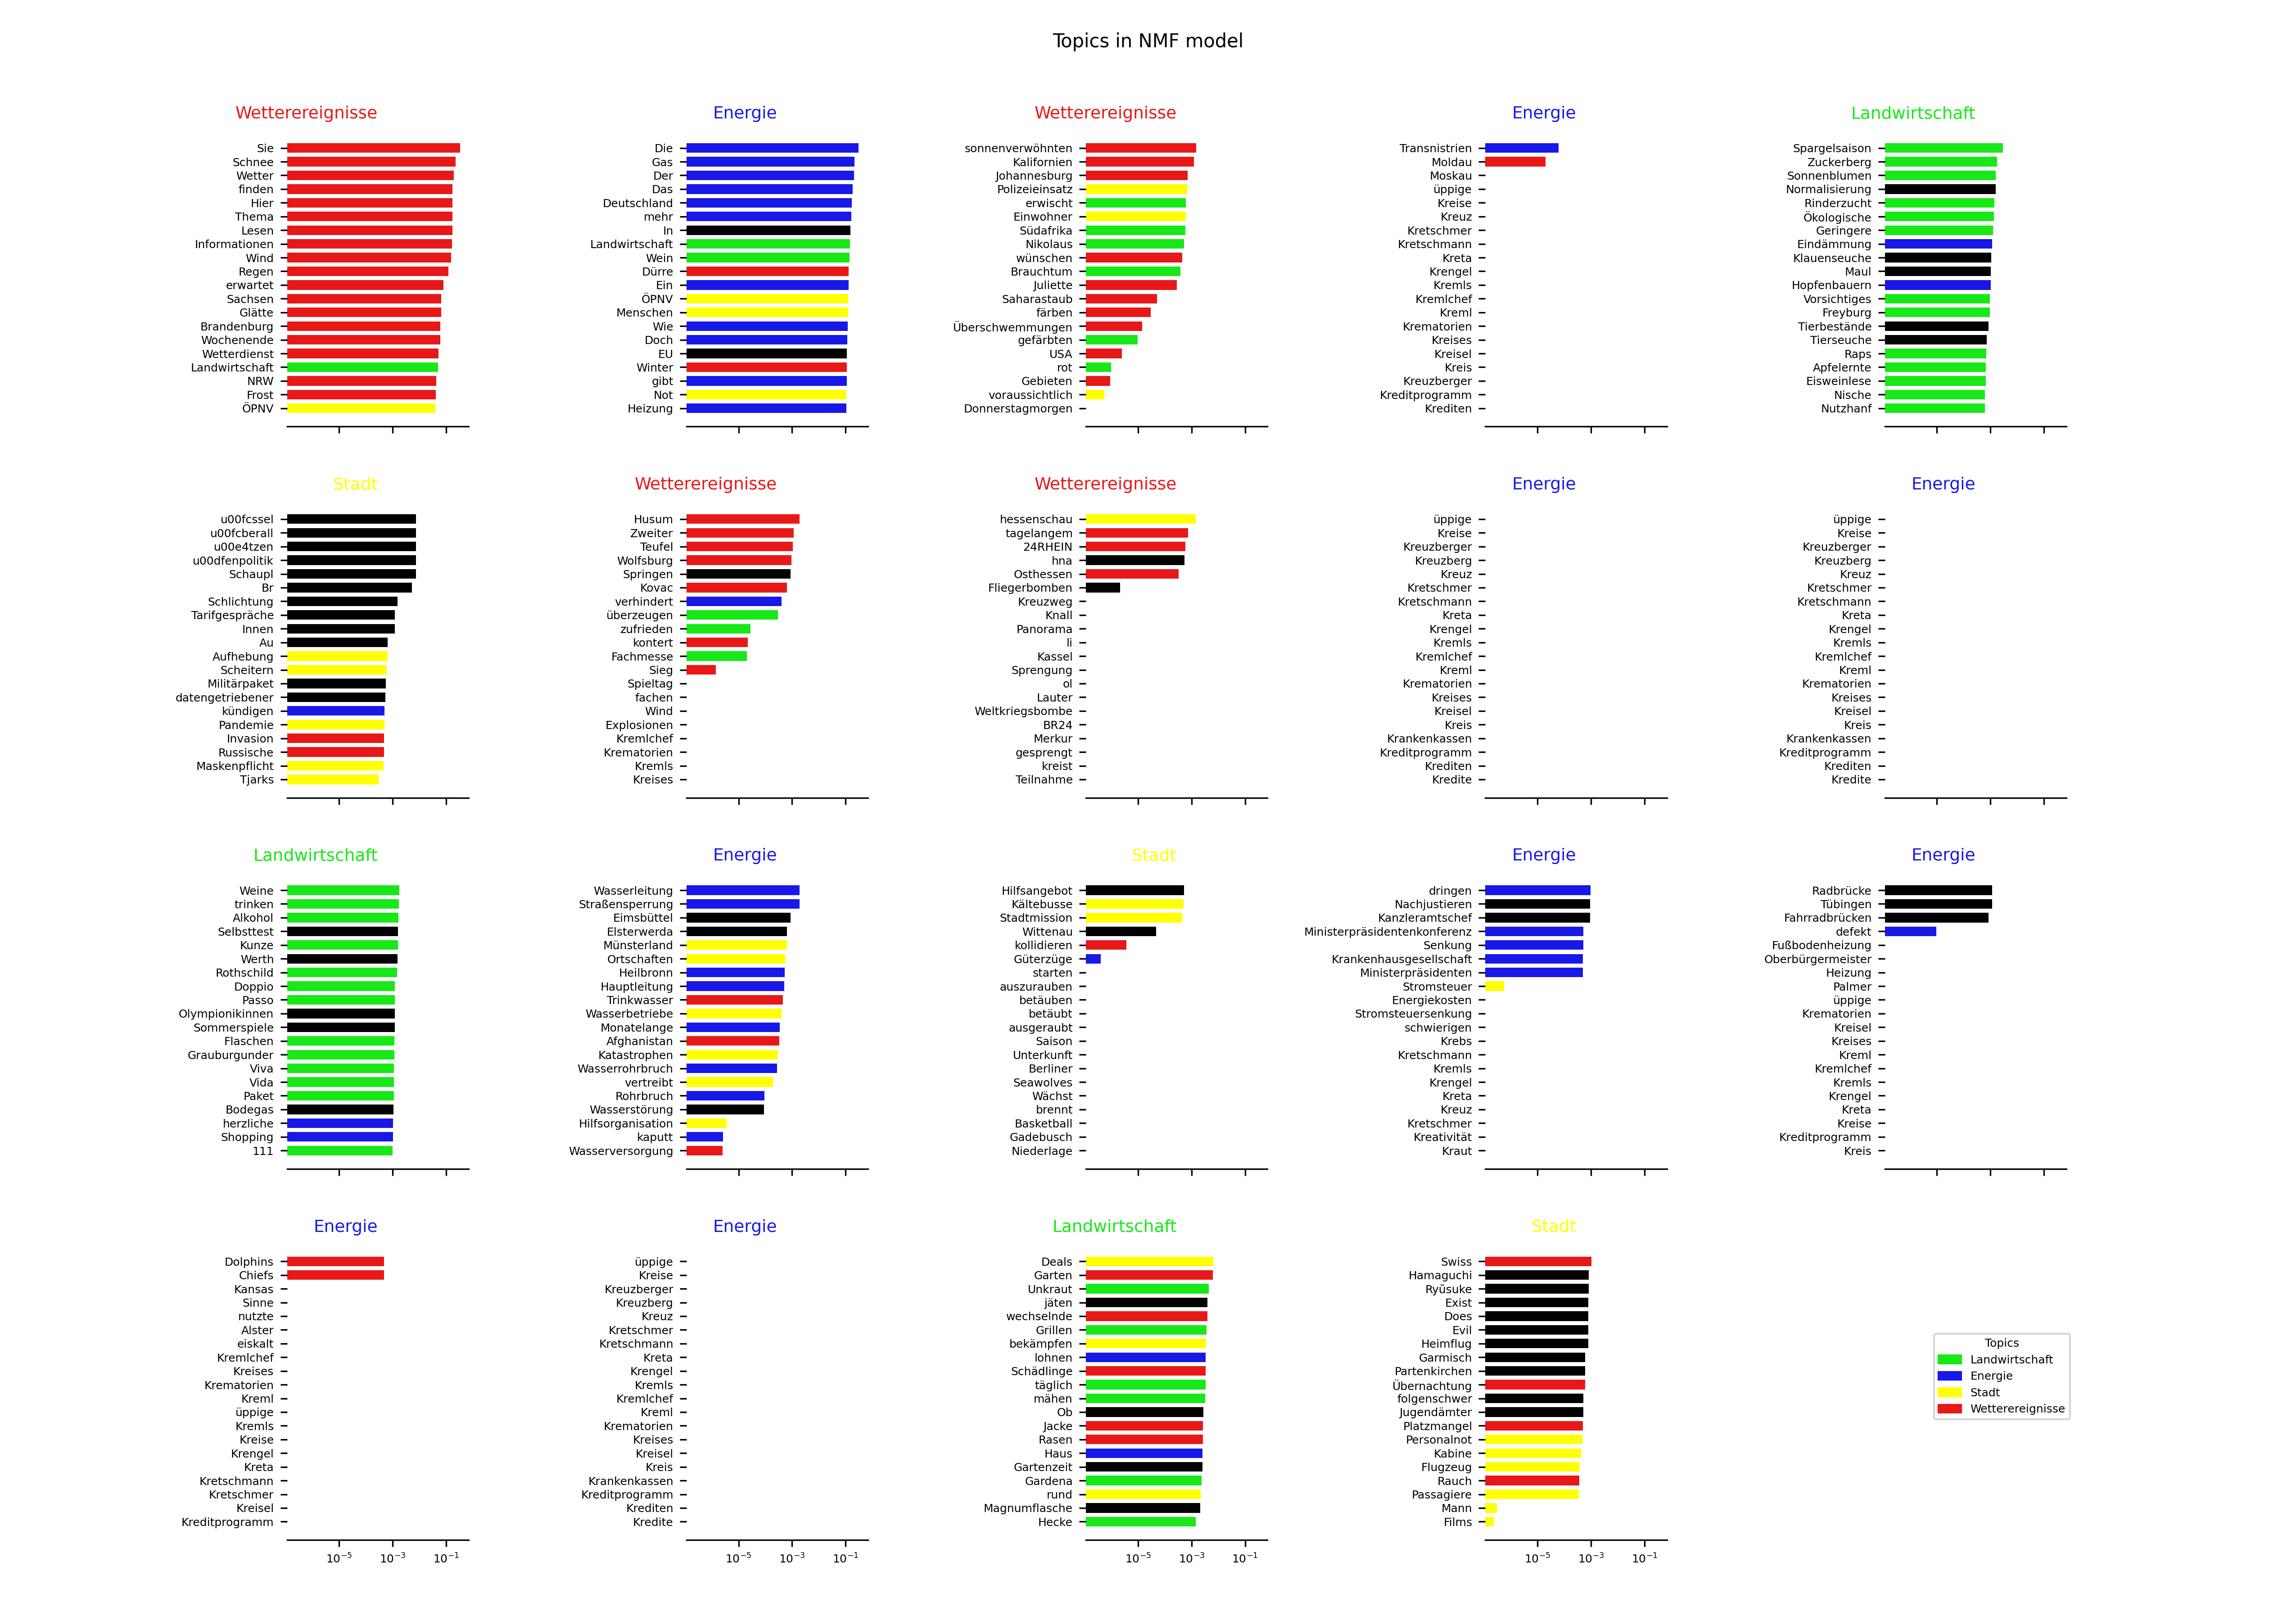 Topics in NMF model
Wetterereignisse
Sie
Schnee
Wetter
finden
Hier
Thema
Lesen
Informationen
Wind
Regen
erwartet
Sachsen
Glätte
Brandenburg
Wochenende
Wetterdienst
Landwirtschaft
NRW
Frost
ÖPNV
Energie
Die
Gas
Der
Das
Deutschland
mehr
In
Landwirtschaft
Wein
Dürre
Ein
ÖPNV
Menschen
Wie
Doch
EU
Winter
gibt
Not
Heizung
Wetterereignisse
sonnenverwöhnten
Kalifornien
Johannesburg
Polizeieinsatz
erwischt
Einwohner
Südafrika
Nikolaus
wünschen
Brauchtum
Juliette
Saharastaub
färben
Überschwemmungen
gefärbten
USA
rot
Gebieten
voraussichtlich
Donnerstagmorgen
Energie
Transnistrien
Moldau
Moskau
üppige
Kreise
Kreuz
Kretschmer
Kretschmann
Kreta
Krengel
Kremls
Kremlchef
Kreml
Krematorien
Kreises
Kreisel
Kreis
Kreuzberger
Kreditprogramm
Krediten
Landwirtschaft
Spargelsaison
Zuckerberg
Sonnenblumen
Normalisierung
Rinderzucht
Ökologische
Geringere
Eindämmung
Klauenseuche
Maul
Hopfenbauern
Vorsichtiges
Freyburg
Tierbestände
Tierseuche
Raps
Apfelernte
Eisweinlese
Nische
Nutzhanf
Stadt
u00fcssel
u00fcberall
u00e4tzen
u00dfenpolitik
Schaupl
Br
Schlichtung
Tarifgespräche
Innen
Au
Aufhebung
Scheitern
Militärpaket
datengetriebener
kündigen
Pandemie
Invasion
Russische
Maskenpflicht
Tjarks
Wetterereignisse
Husum
Zweiter
Teufel
Wolfsburg
Springen
Kovac
verhindert
überzeugen
zufrieden
kontert
Fachmesse
Sieg
Spieltag
fachen
Wind
Explosionen
Kremlchef
Krematorien
Kremls
Kreises
Wetterereignisse
hessenschau
tagelangem
24RHEIN
hna
Osthessen
Fliegerbomben
Kreuzweg
Knall
Panorama
li
Kassel
Sprengung
ol
Lauter
Weltkriegsbombe
BR24
Merkur
gesprengt
kreist
Teilnahme
Energie
üppige
Kreise
Kreuzberger
Kreuzberg
Kreuz
Kretschmer
Kretschmann
Kreta
Krengel
Kremls
Kremlchef
Kreml
Krematorien
Kreises
Kreisel
Kreis
Krankenkassen
Kreditprogramm
Krediten
Kredite
Energie
üppige
Kreise
Kreuzberger
Kreuzberg
Kreuz
Kretschmer
Kretschmann
Kreta
Krengel
Kremls
Kremlchef
Kreml
Krematorien
Kreises
Kreisel
Kreis
Krankenkassen
Kreditprogramm
Krediten
Kredite
Landwirtschaft
Weine
trinken
Alkohol
Selbsttest
Kunze
Werth
Rothschild
Doppio
Passo
Olympionikinnen
Sommerspiele
Flaschen
Grauburgunder
Viva
Vida
Paket
Bodegas
herzliche
Shopping
111
Energie
Wasserleitung
Straßensperrung
Eimsbüttel
Elsterwerda
Münsterland
Ortschaften
Heilbronn
Hauptleitung
Trinkwasser
Wasserbetriebe
Monatelange
Afghanistan
Katastrophen
Wasserrohrbruch
vertreibt
Rohrbruch
Wasserstörung
Hilfsorganisation
kaputt
Wasserversorgung
Stadt
Hilfsangebot
Kältebusse
Stadtmission
Wittenau
kollidieren
Güterzüge
starten
auszurauben
betäuben
betäubt
ausgeraubt
Saison
Unterkunft
Berliner
Seawolves
Wächst
brennt
Basketball
Gadebusch
Niederlage
Energie
dringen
Nachjustieren
Kanzleramtschef
Ministerpräsidentenkonferenz
Senkung
Krankenhausgesellschaft
Ministerpräsidenten
Stromsteuer
Energiekosten
Stromsteuersenkung
schwierigen
Krebs
Kretschmann
Kremls
Krengel
Kreta
Kreuz
Kretschmer
Kreativität
Kraut
Energie
Radbrücke
Tübingen
Fahrradbrücken
defekt
Fußbodenheizung
Oberbürgermeister
Heizung
Palmer
üppige
Krematorien
Kreisel
Kreises
Kreml
Kremlchef
Kremls
Krengel
Kreta
Kreise
Kreditprogramm
Kreis
Energie
Dolphins
Chiefs
Kansas
Sinne
nutzte
Alster
eiskalt
Kremlchef
Kreises
Krematorien
Kreml
üppige
Kremls
Kreise
Krengel
Kreta
Kretschmann
Kretschmer
Kreisel
Kreditprogramm
10⁻⁵ 10⁻³ 10⁻¹
Energie
üppige
Kreise
Kreuzberger
Kreuzberg
Kreuz
Kretschmer
Kretschmann
Kreta
Krengel
Kremls
Kremlchef
Kreml
Krematorien
Kreises
Kreisel
Kreis
Krankenkassen
Kreditprogramm
Krediten
Kredite
10⁻⁵ 10⁻³ 10⁻¹
Landwirtschaft
Deals
Garten
Unkraut
jäten
wechselnde
Grillen
bekämpfen
lohnen
Schädlinge
täglich
mähen
Ob
Jacke
Rasen
Haus
Gartenzeit
Gardena
rund
Magnumflasche
Hecke
10⁻⁵ 10⁻³ 10⁻¹
Stadt
Swiss
Hamaguchi
Ryūsuke
Exist
Does
Evil
Heimflug
Garmisch
Partenkirchen
Übernachtung
folgenschwer
Jugendämter
Platzmangel
Personalnot
Kabine
Flugzeug
Rauch
Passagiere
Mann
Films
10⁻⁵ 10⁻³ 10⁻¹
Topics
Landwirtschaft
Energie
Stadt
Wetterereignisse